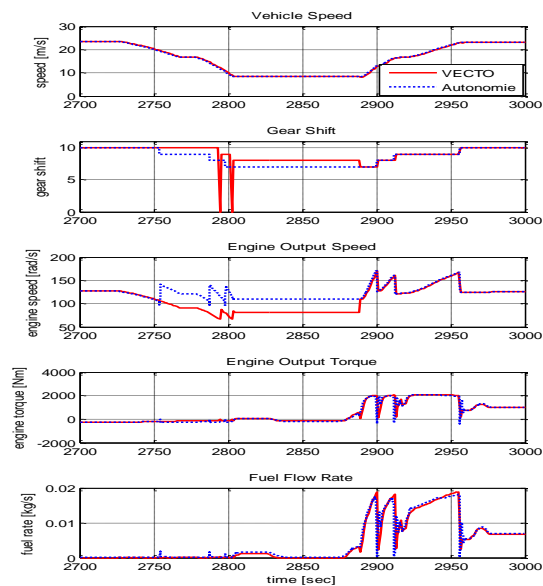 Vehicle Speed
speed [m/s]
30
20
10
0
VECTO
Autonomie
2700 2750 2800 2850 2900 2950 3000
Gear Shift
gear shift
10
5
0
2700 2750 2800 2850 2900 2950 3000
Engine Output Speed
engine speed [rad/s]
200
150
100
50
2700 2750 2800 2850 2900 2950 3000
Engine Output Torque
engine torque [Nm]
4000
2000
0
-2000
2700 2750 2800 2850 2900 2950 3000
Fuel Flow Rate
fuel rate [kg/s]
0.02
0.01
0
2700 2750 2800 2850 2900 2950 3000
time [sec]